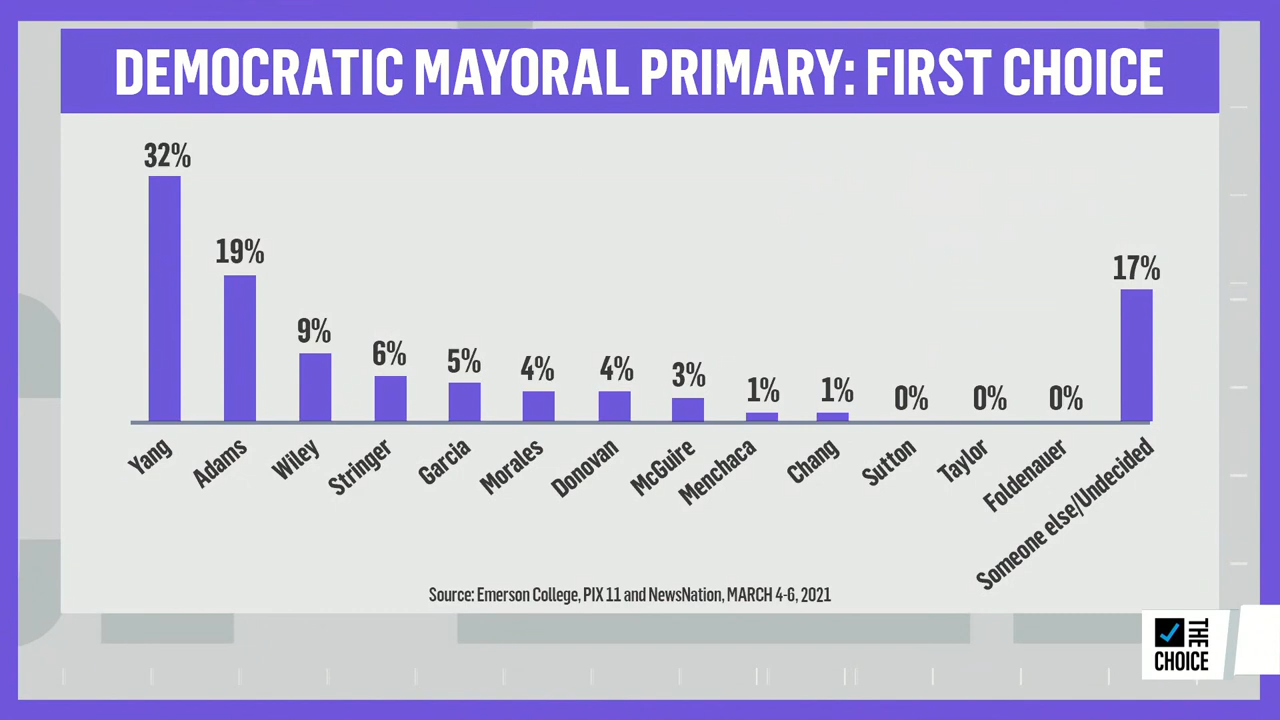 DEMOCRATIC MAYORAL PRIMARY: FIRST CHOICE
32%
19%
9%
6%
5%
4%
4%
3%
1%
1%
0%
0%
0%
17%
Yang
Adams
Wiley
Stringer
Garcia
Morales
Donovan
McGuire
Menchaca
Chang
Sutton
Taylor
Foldenauer
Someone else/Undecided
Source: Emerson College, PIX 11 and NewsNation, MARCH 4-6, 2021
THE
CHOICE